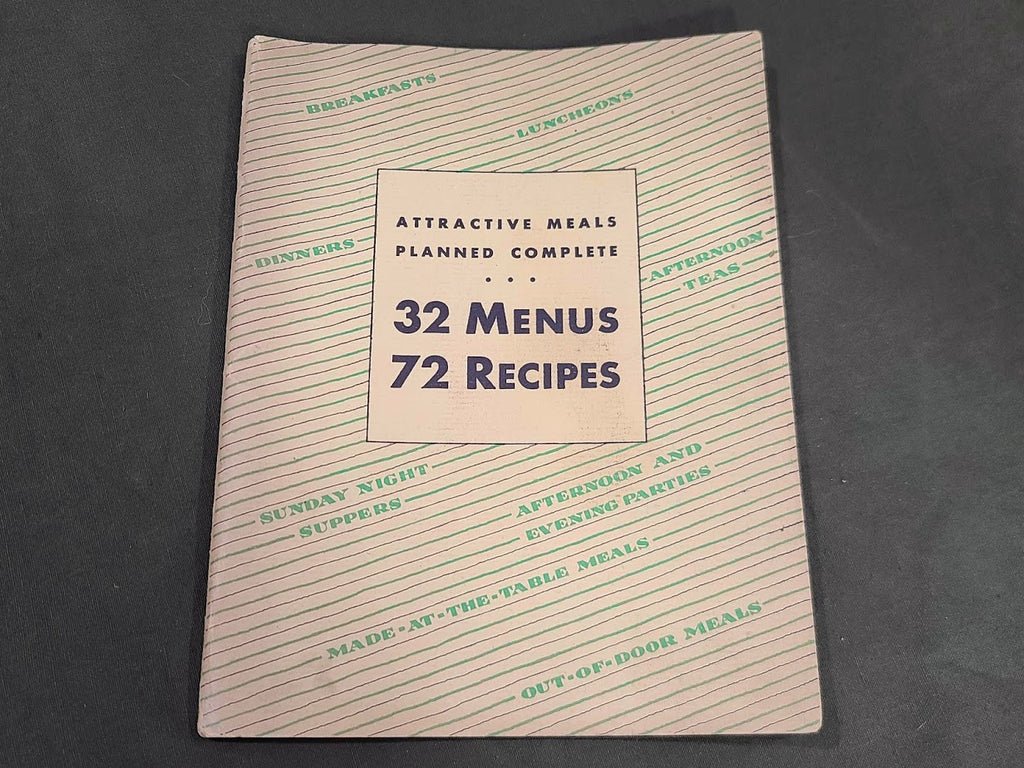 BREAKFASTS
LUNCHEONS
ATTRACTIVE MEALS
PLANNED COMPLETE
...
32 MENUS
72 RECIPES
DINNERS
AFTERNOON
TEAS
SUNDAY NIGHT
SUPPERS
AFTERNOON AND
EVENING PARTIES
MADE-AT-THE-TABLE MEALS
OUT-OF-DOOR MEALS